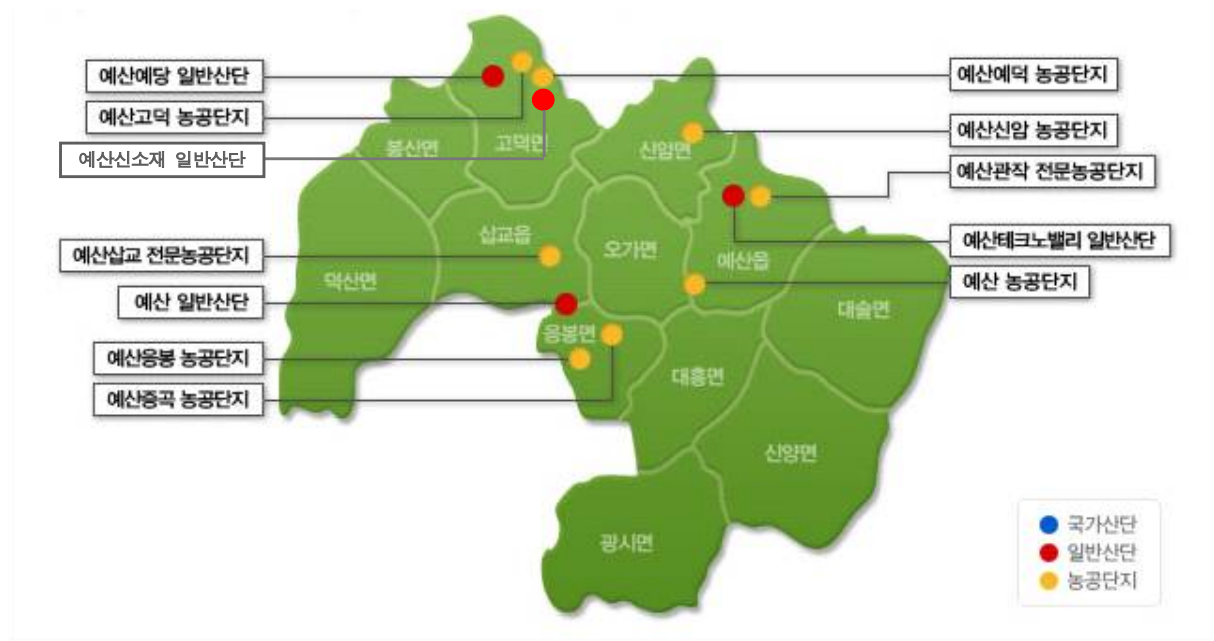 예산예당 일반산단
예산고덕 농공단지
예산신소재 일반산단
예산삽교 전문농공단지
예산 일반산단
예산응봉 농공단지
예산증곡 농공단지
예산예덕 농공단지
예산신암 농공단지
예산관작 전문농공단지
예산테크노밸리 일반산단
예산 농공단지
봉산면
고덕면
신암면
삽교읍
오가면
예산읍
덕산면
대술면
응봉면
대흥면
신양면
광시면
국가산단
일반산단
농공단지